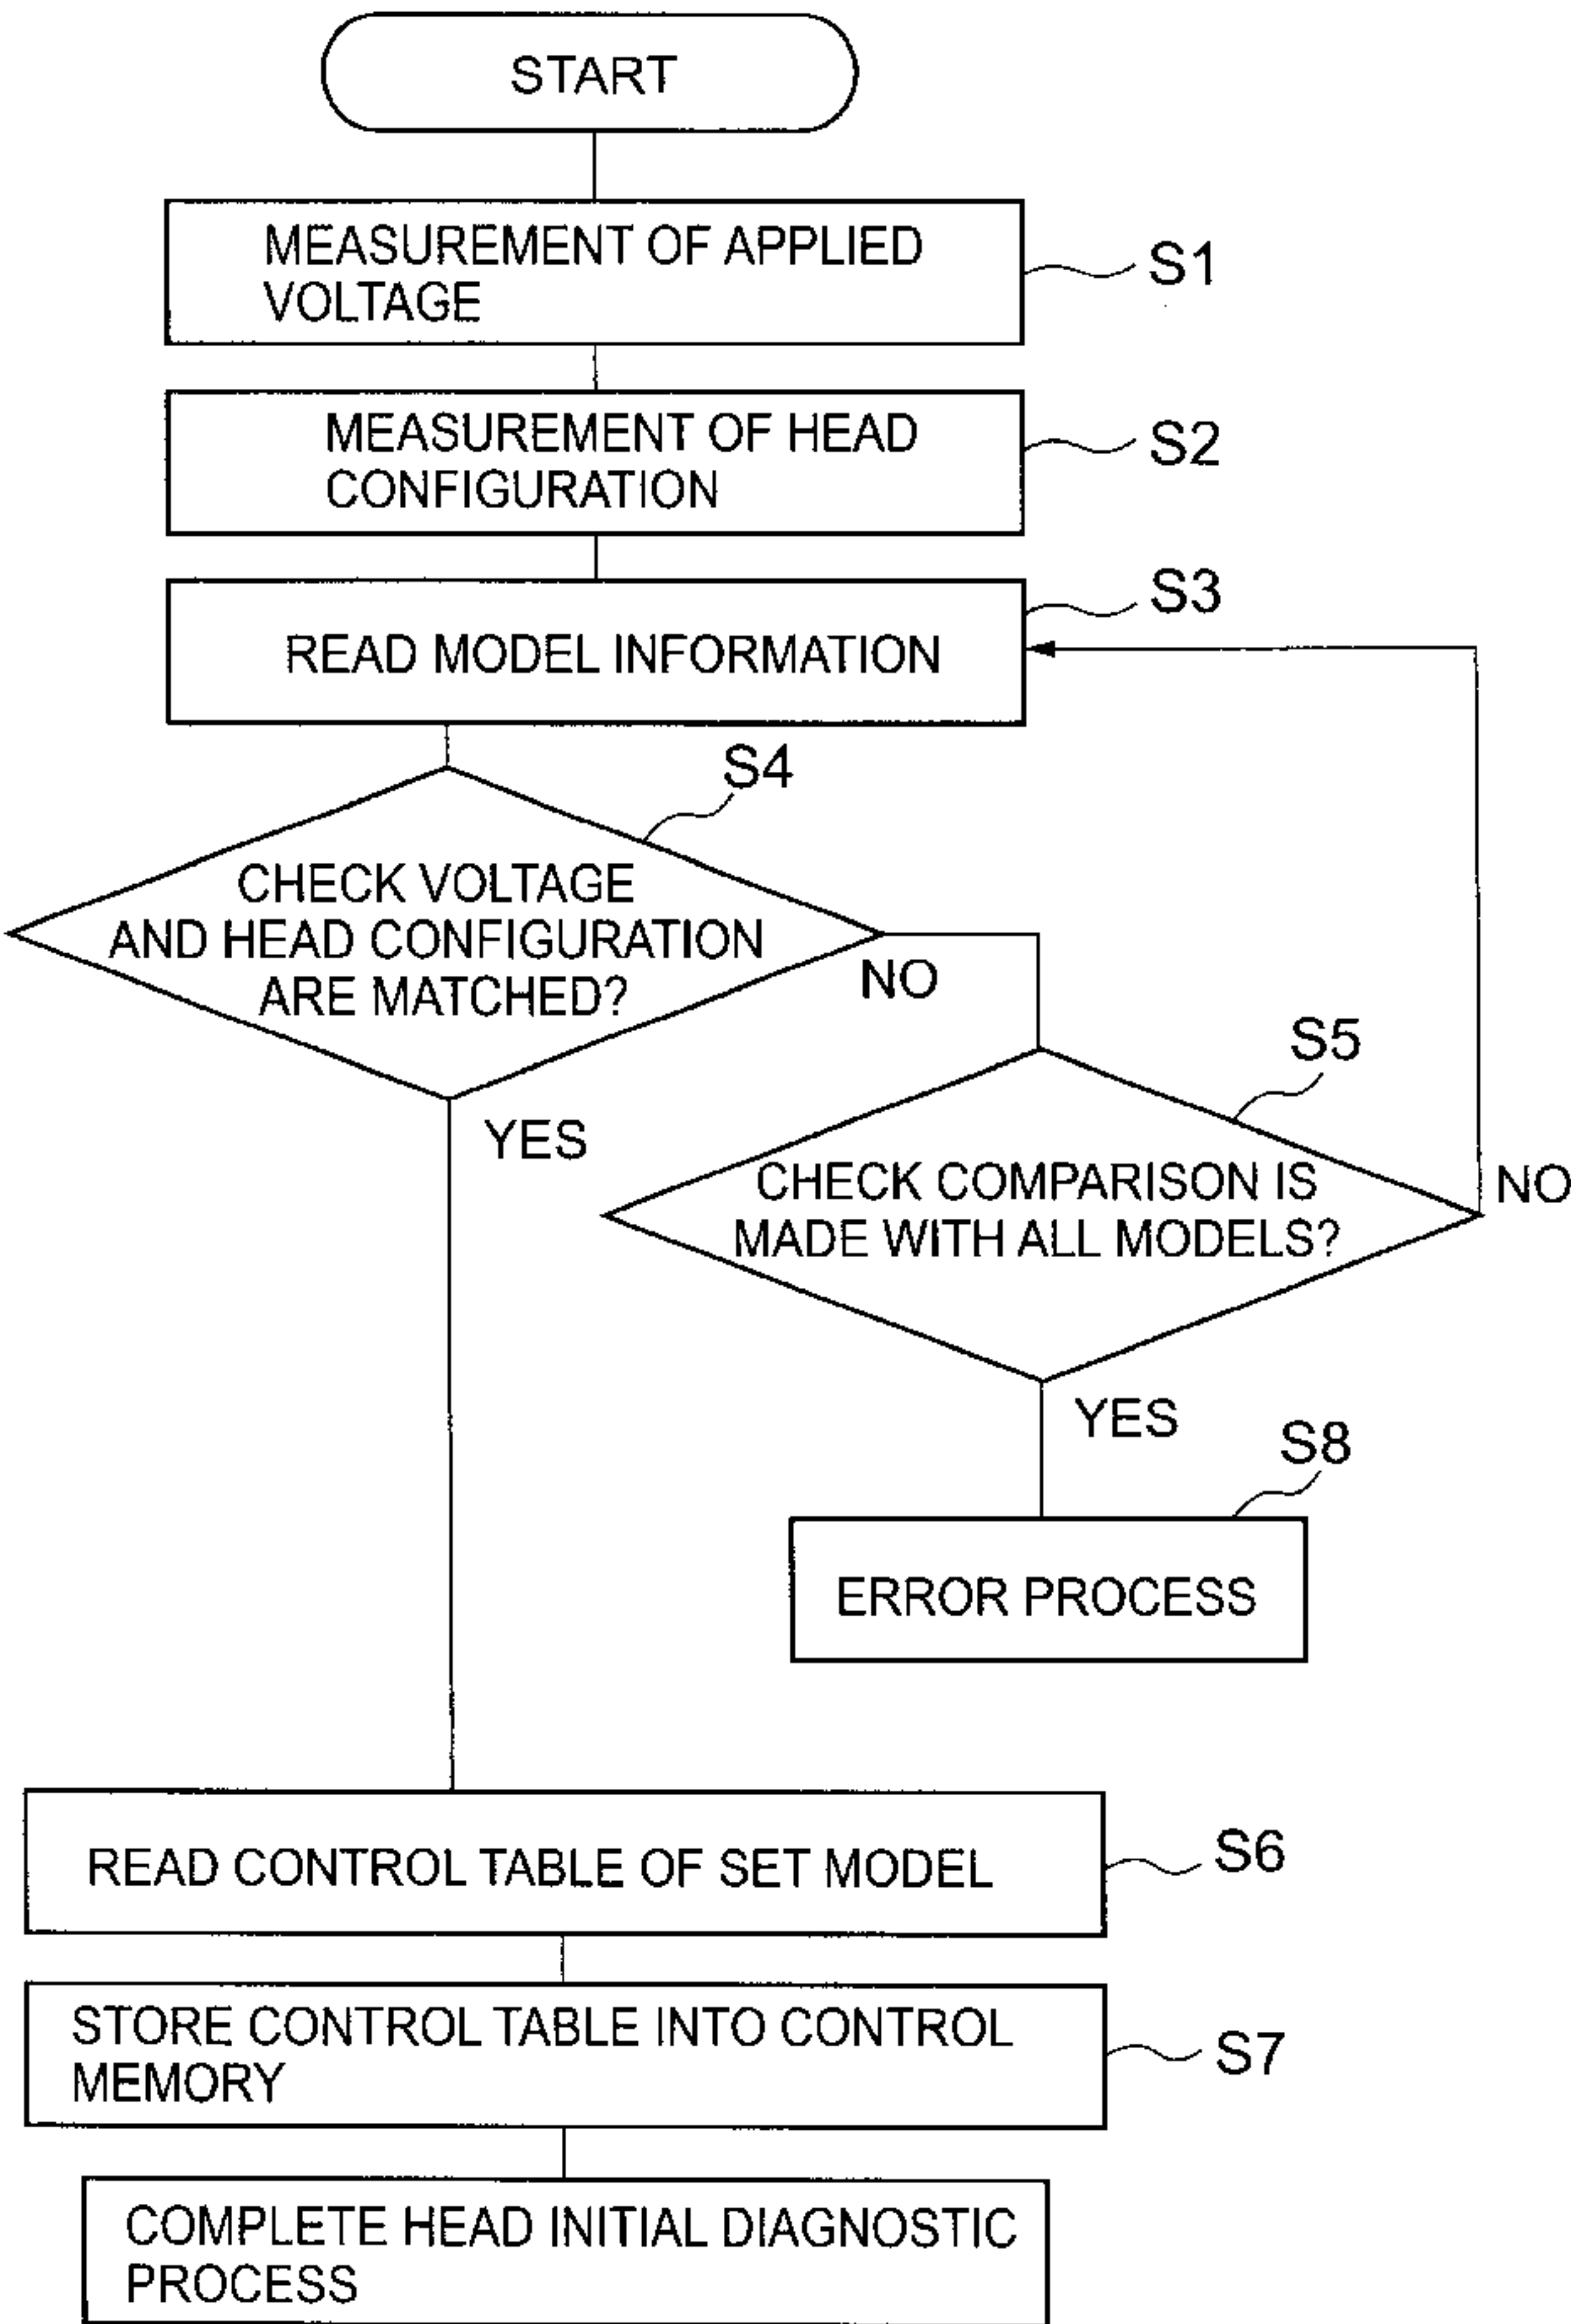 START
MEASUREMENT OF APPLIED
VOLTAGE
S1
MEASUREMENT OF HEAD
CONFIGURATION
S2
S3
READ MODEL INFORMATION
S4
CHECK VOLTAGE
AND HEAD CONFIGURATION
ARE MATCHED?
NO
YES
S5
CHECK COMPARISON IS
MADE WITH ALL MODELS?
NO
YES
S8
ERROR PROCESS
READ CONTROL TABLE OF SET MODEL
S6
STORE CONTROL TABLE INTO CONTROL
MEMORY
S7
COMPLETE HEAD INITIAL DIAGNOSTIC
PROCESS